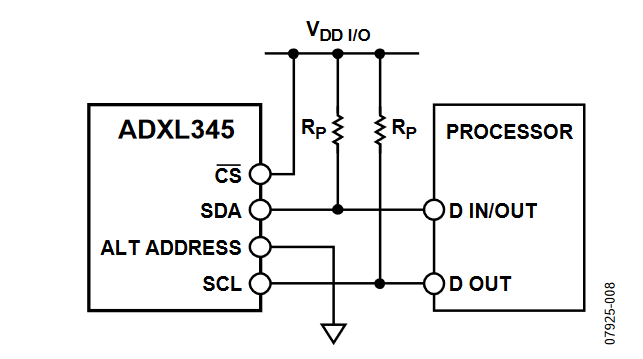 VDD I/O
ADXL345
RP
RP
PROCESSOR
CS
SDA
D IN/OUT
ALT ADDRESS
SCL
D OUT
07925-008